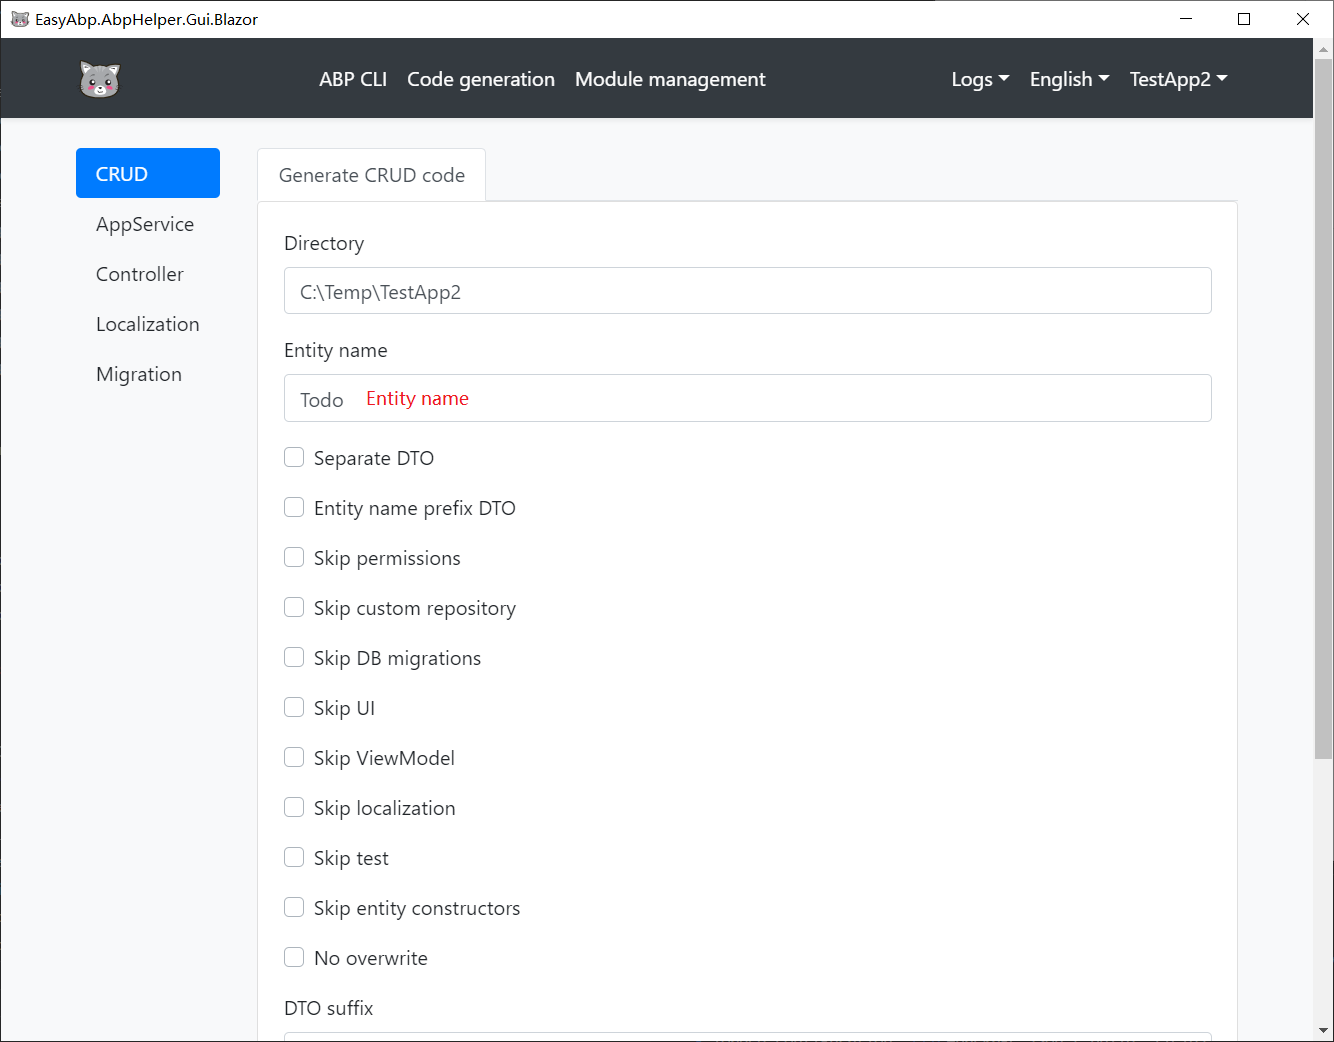 EasyAbp.AbpHelper.Gui.Blazor
ABP CLI Code generation Module management Logs English TestApp2
CRUD
AppService
Controller
Localization
Migration
Generate CRUD code
Directory
C:\Temp\TestApp2
Entity name
Todo Entity name
Separate DTO
Entity name prefix DTO
Skip permissions
Skip custom repository
Skip DB migrations
Skip UI
Skip ViewModel
Skip localization
Skip test
Skip entity constructors
No overwrite
DTO suffix